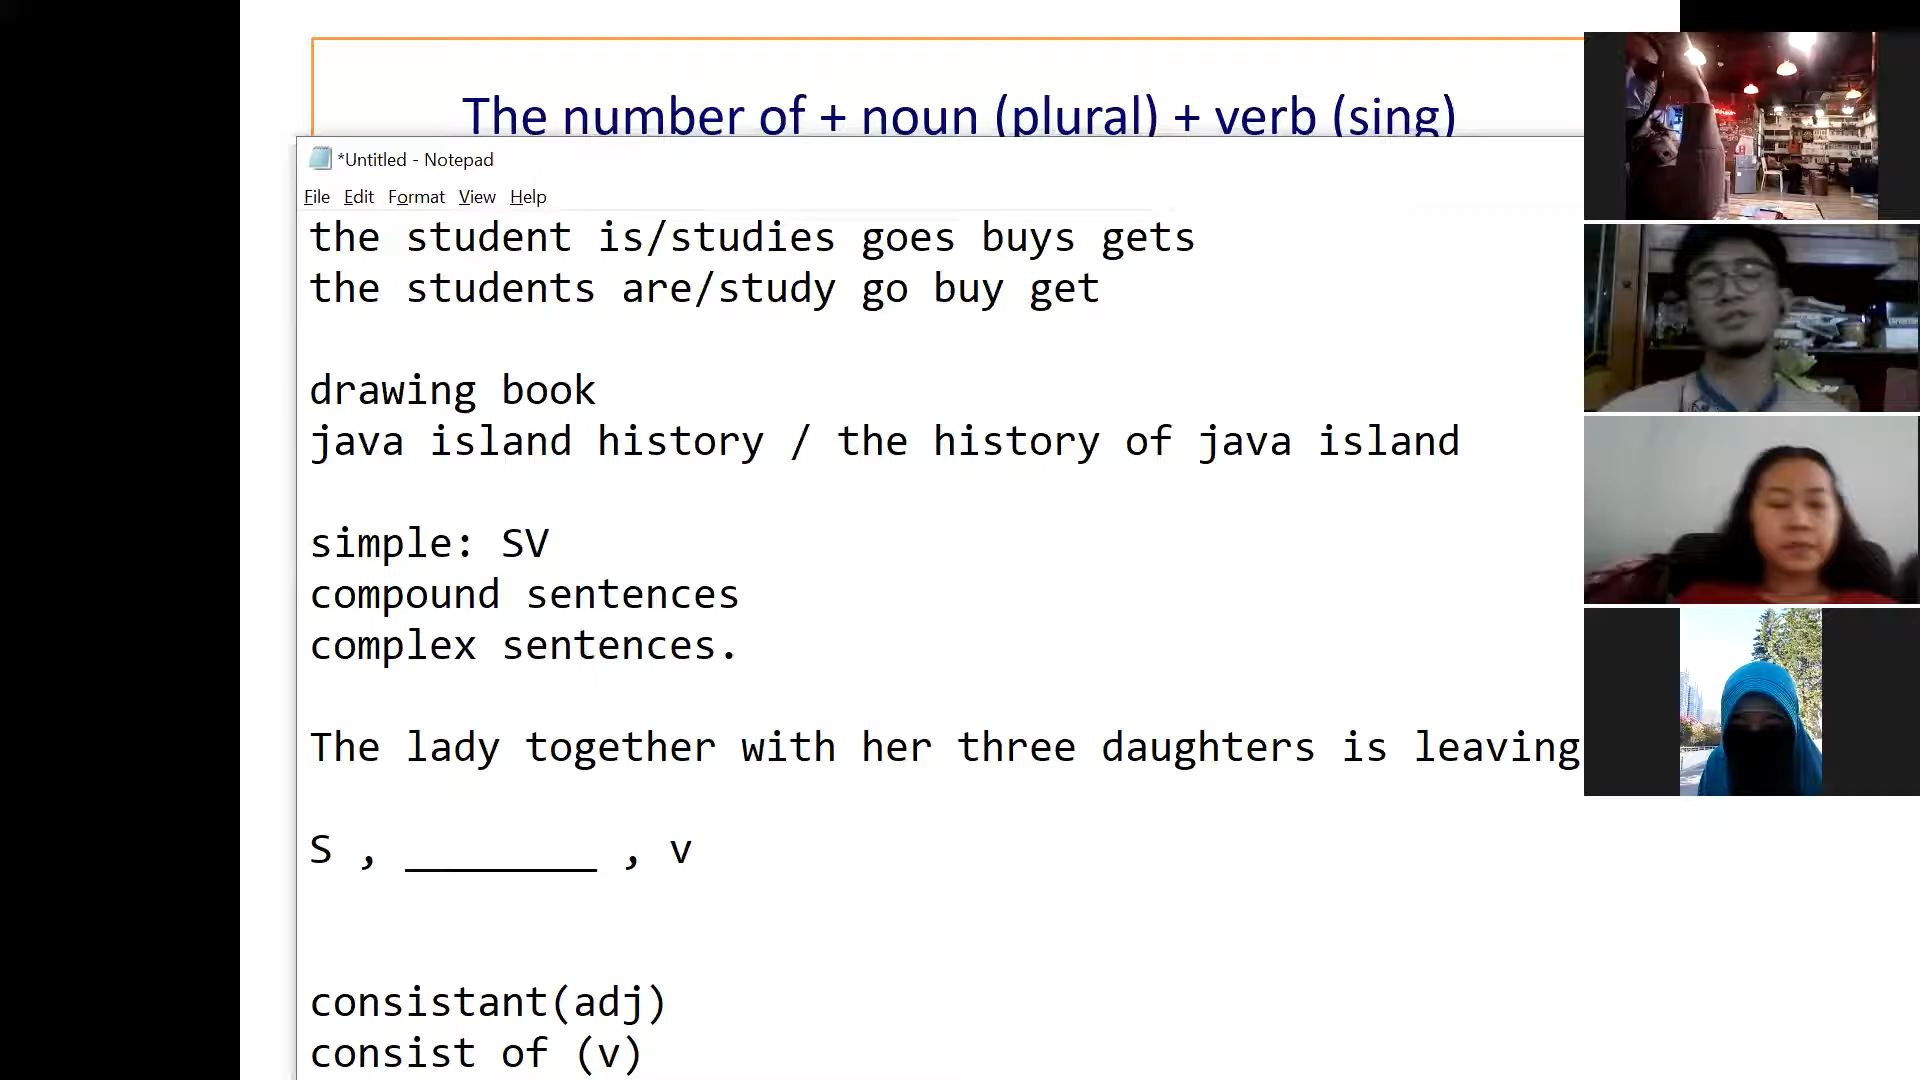 The number of + noun (plural) + verb (sing)
*Untitled - Notepad
File Edit Format View Help
the student is/studies goes buys gets
the students are/study go buy get
drawing book
java island history / the history of java island
simple: SV
compound sentences
complex sentences.
The lady together with her three daughters is leaving
S , ________ , v
consistant(adj)
consist of (v)